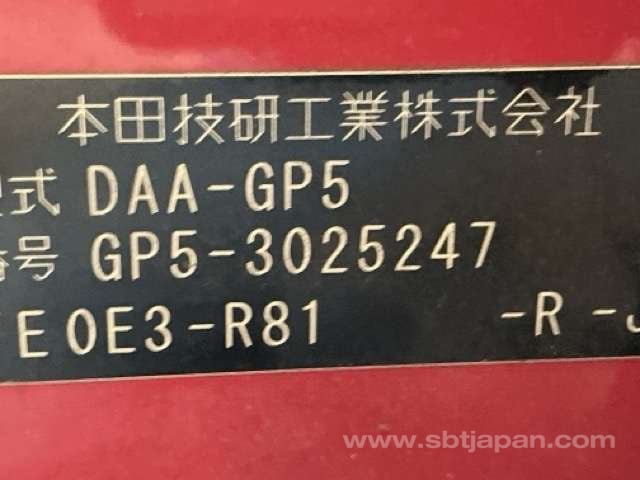 本田技研工業株式会社
型式 DAA-GP5
番号 GP5-3025247
E0E3-R81 -R -J
www.sbtjapan.com